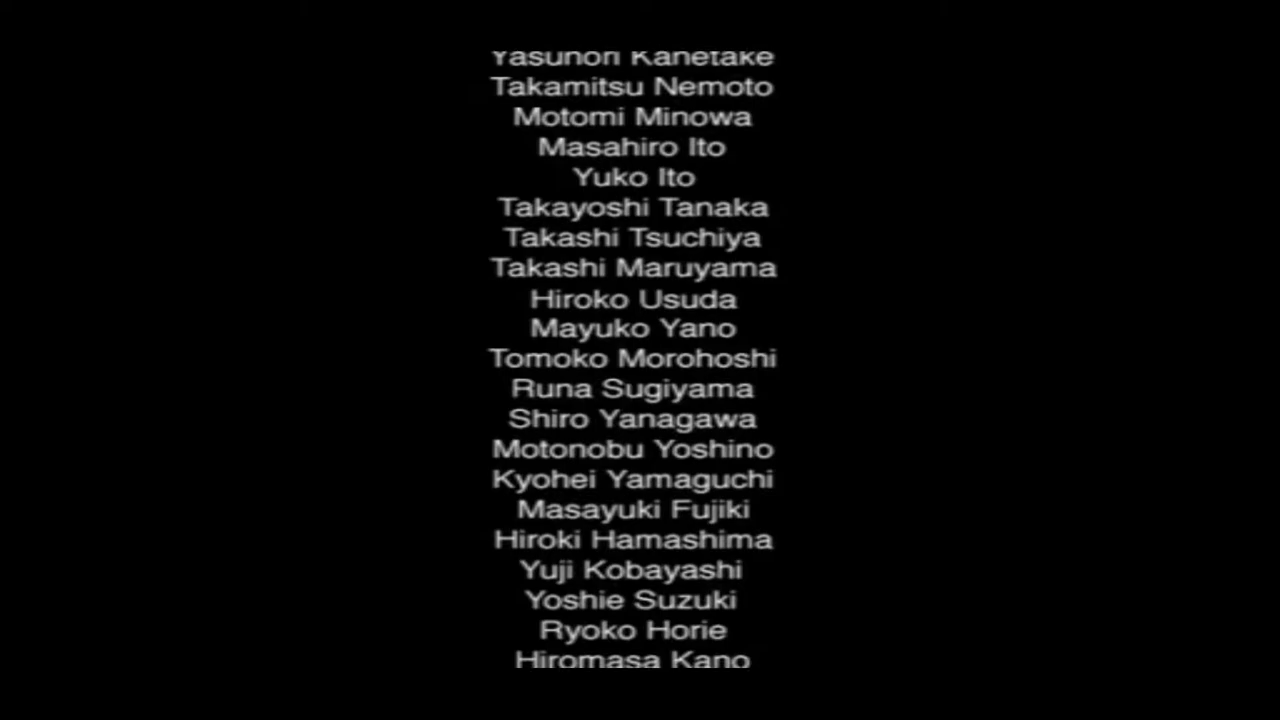 Yasunori Kanetake
Takamitsu Nemoto
Motomi Minowa
Masahiro Ito
Yuko Ito
Takayoshi Tanaka
Takashi Tsuchiya
Takashi Maruyama
Hiroko Usuda
Mayuko Yano
Tomoko Morohoshi
Runa Sugiyama
Shiro Yanagawa
Motonobu Yoshino
Kyohei Yamaguchi
Masayuki Fujiki
Hiroki Hamashima
Yuji Kobayashi
Yoshie Suzuki
Ryoko Horie
Hiromasa Kano